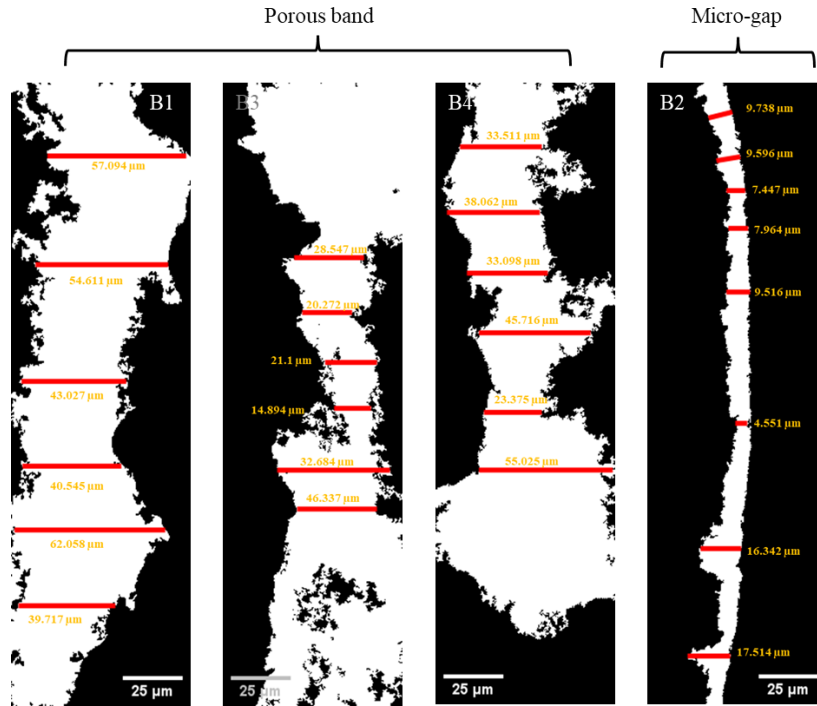 Porous band
Micro-gap
B1
57.094 µm
54.611 µm
43.027 µm
40.545 µm
62.058 µm
39.717 µm
25 µm
B3
28.547 µm
20.272 µm
21.1 µm
14.894 µm
32.684 µm
46.337 µm
25 µm
B4
33.511 µm
38.062 µm
33.098 µm
45.716 µm
23.375 µm
55.025 µm
25 µm
B2
9.738 µm
9.596 µm
7.447 µm
7.964 µm
9.516 µm
4.551 µm
16.342 µm
17.514 µm
25 µm